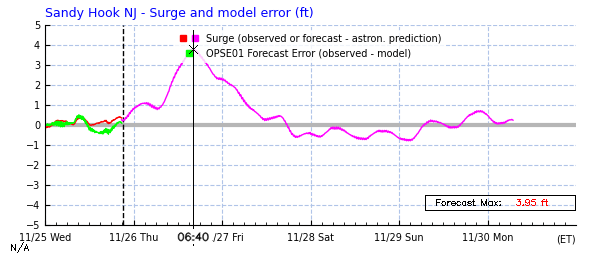 Sandy Hook NJ - Surge and model error (ft)
5
Surge (observed or forecast - astron. prediction)
4
OPSE01 Forecast Error (observed - model)
3
2
1
0
−1
−2
−3
−4
Forecast Max: 3.95 ft
−5
11/25 Wed 11/26 Thu 06:40 /27 Fri 11/28 Sat 11/29 Sun 11/30 Mon (ET)
N/A